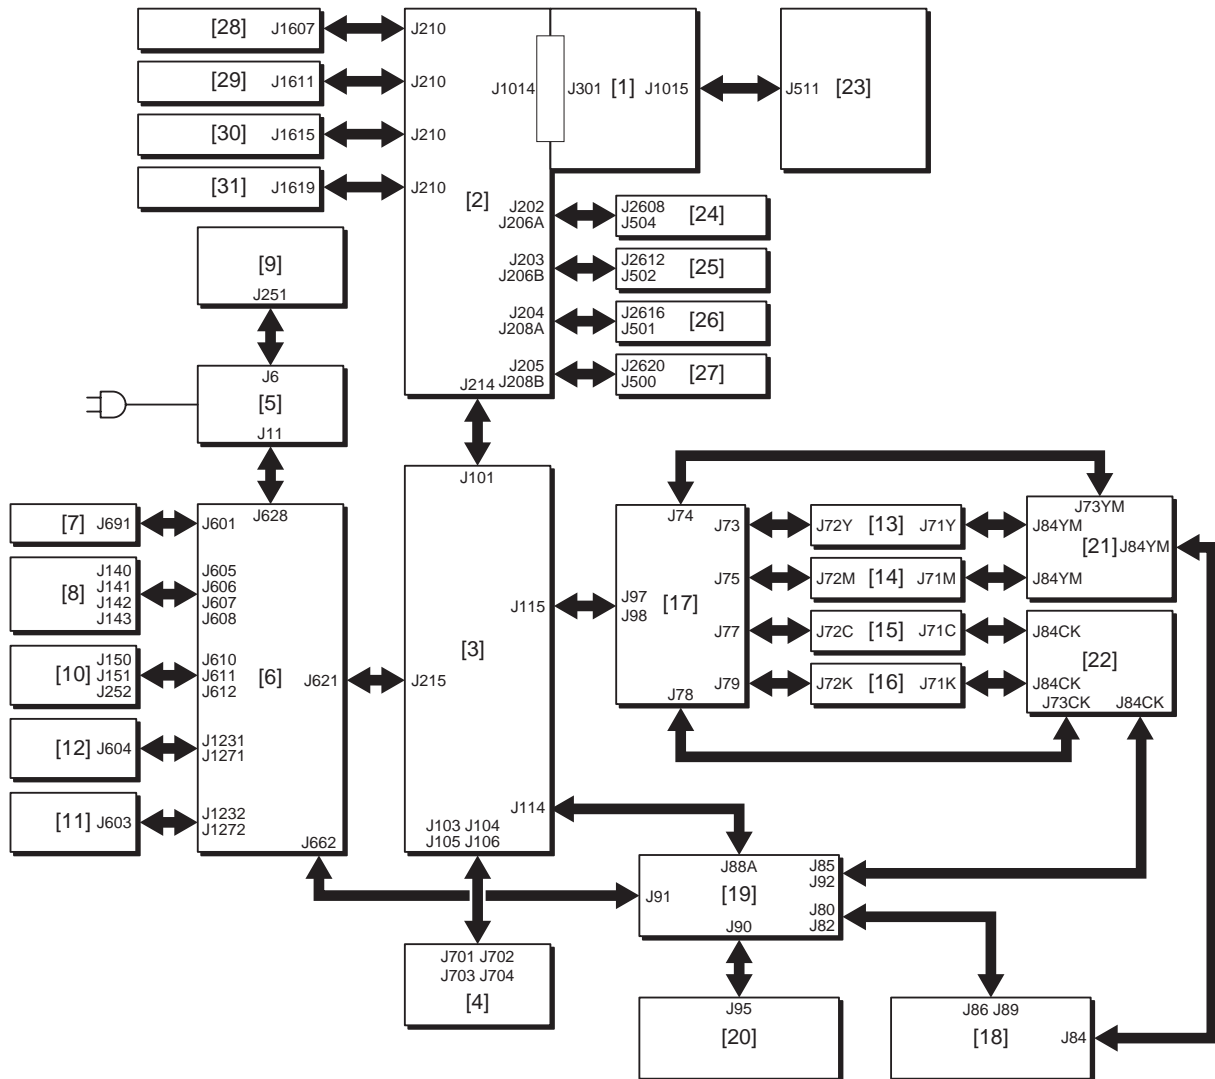 [28] J1607 J210
[29] J1611 J210
J1014 J301 [1] J1015 J511 [23]
[30] J1615 J210
[31] J1619 J210
[2]
J202 J2608 [24]
J206A J504
[9]
J251
J203 J2612 [25]
J206B J502
J204 J2616 [26]
J208A J501
J205 J2620 [27]
J208B J500
J214
J6
[5]
J11
J101
J628
[7] J691 J601
[8]
J140 J605
J141 J606
J142 J607
J143 J608
[10]
J150 J610
J151 J611
J252 J612
[6]
J621 J215
[12] J604 J1231
J1271
[11] J603 J1232
J1272
J662
[3]
J115
J114
J103 J104
J105 J106
J701 J702
J703 J704
[4]
J74
J97
J98
[17]
J73 J72Y [13] J71Y J84YM
J75 J72M [14] J71M J84YM
J77 J72C [15] J71C J84CK
J79 J72K [16] J71K J84CK
J78
J73YM
[21] J84YM
[22]
J73CK J84CK
J88A
J91 [19]
J85
J92
J80
J82
J90
J95
[20]
J86 J89
[18] J84